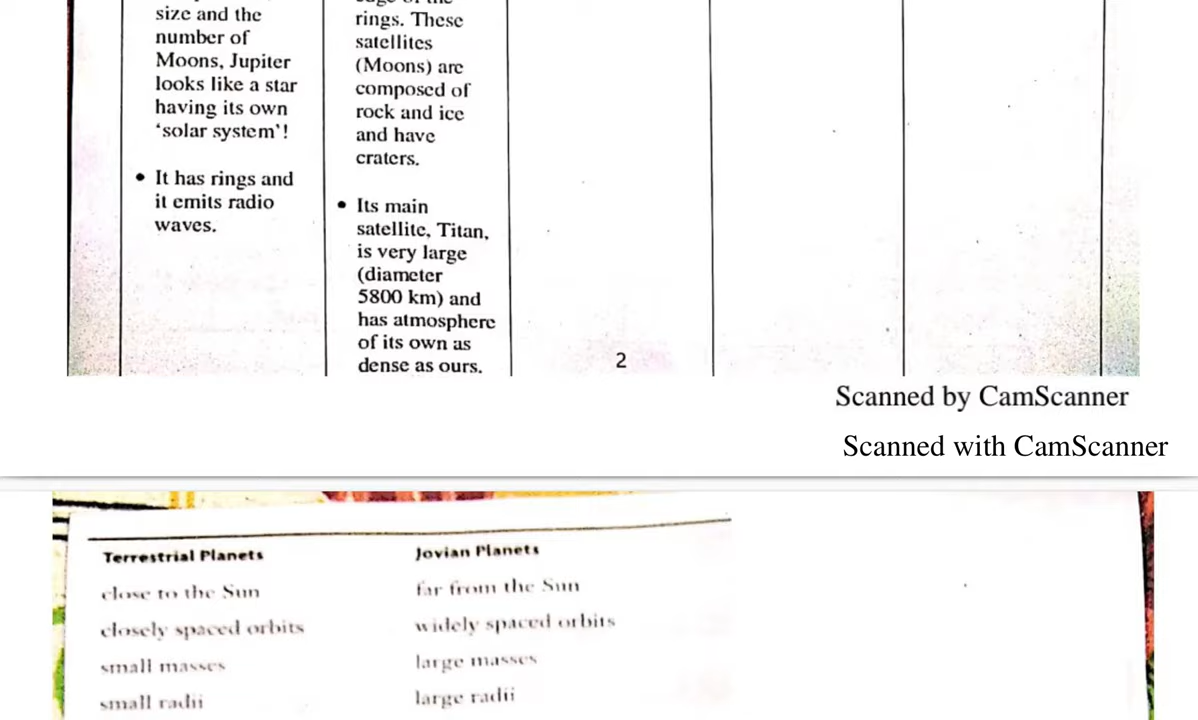 size and the
number of
Moons, Jupiter
looks like a star
having its own
‘solar system’!
• It has rings and
it emits radio
waves.
rings. These
satellites
(Moons) are
composed of
rock and ice
and have
craters.
• Its main
satellite, Titan,
is very large
(diameter
5800 km) and
has atmosphere
of its own as
dense as ours.
2
Scanned by CamScanner
Scanned with CamScanner
Terrestrial Planets Jovian Planets
close to the Sun far from the Sun
closely spaced orbits widely spaced orbits
small masses large masses
small radii large radii